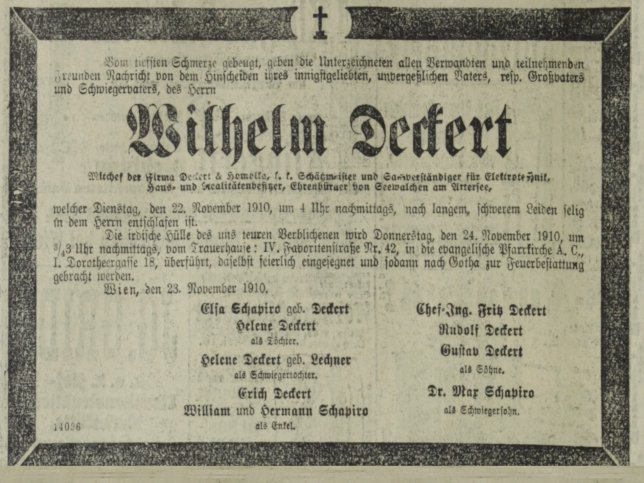 Vom tiefsten Schmerze gebeugt, geben die Unterzeichneten allen Verwandten und teilnehmenden
Freunden Nachricht von dem Hinscheiden ihres innigstgeliebten, unvergeßlichen Vaters, resp. Großvaters
und Schwiegervaters, des Herrn
Wilhelm Deckert
Mitchef der Firma Deckert & Homolka, k. k. Schätzmeister und Sachverständiger für Elektrotechnik,
Haus- und Realitätenbesitzer, Ehrenbürger von Seewalchen am Attersee,
welcher Dienstag, den 22. November 1910, um 4 Uhr nachmittags, nach langem, schwerem Leiden selig
in dem Herrn entschlafen ist.
Die irdische Hülle des uns teuren Verblichenen wird Donnerstag, den 24. November 1910, um
3/43 Uhr nachmittags, vom Trauerhause: IV. Favoritenstraße Nr. 42, in die evangelische Pfarrkirche A. C.,
I. Dorotheergasse 18, überführt, daselbst feierlich eingesegnet und sodann nach Gotha zur Feuerbestattung
gebracht werden.
Wien, den 23. November 1910.
Elsa Schapiro geb. Deckert
Helene Deckert
als Töchter.
Helene Deckert geb. Lechner
als Schwiegertochter.
Erich Deckert
William und Hermann Schapiro
als Enkel.
Chef-Ing. Fritz Deckert
Rudolf Deckert
Gustav Deckert
als Söhne.
Dr. Max Schapiro
als Schwiegersohn.
14036